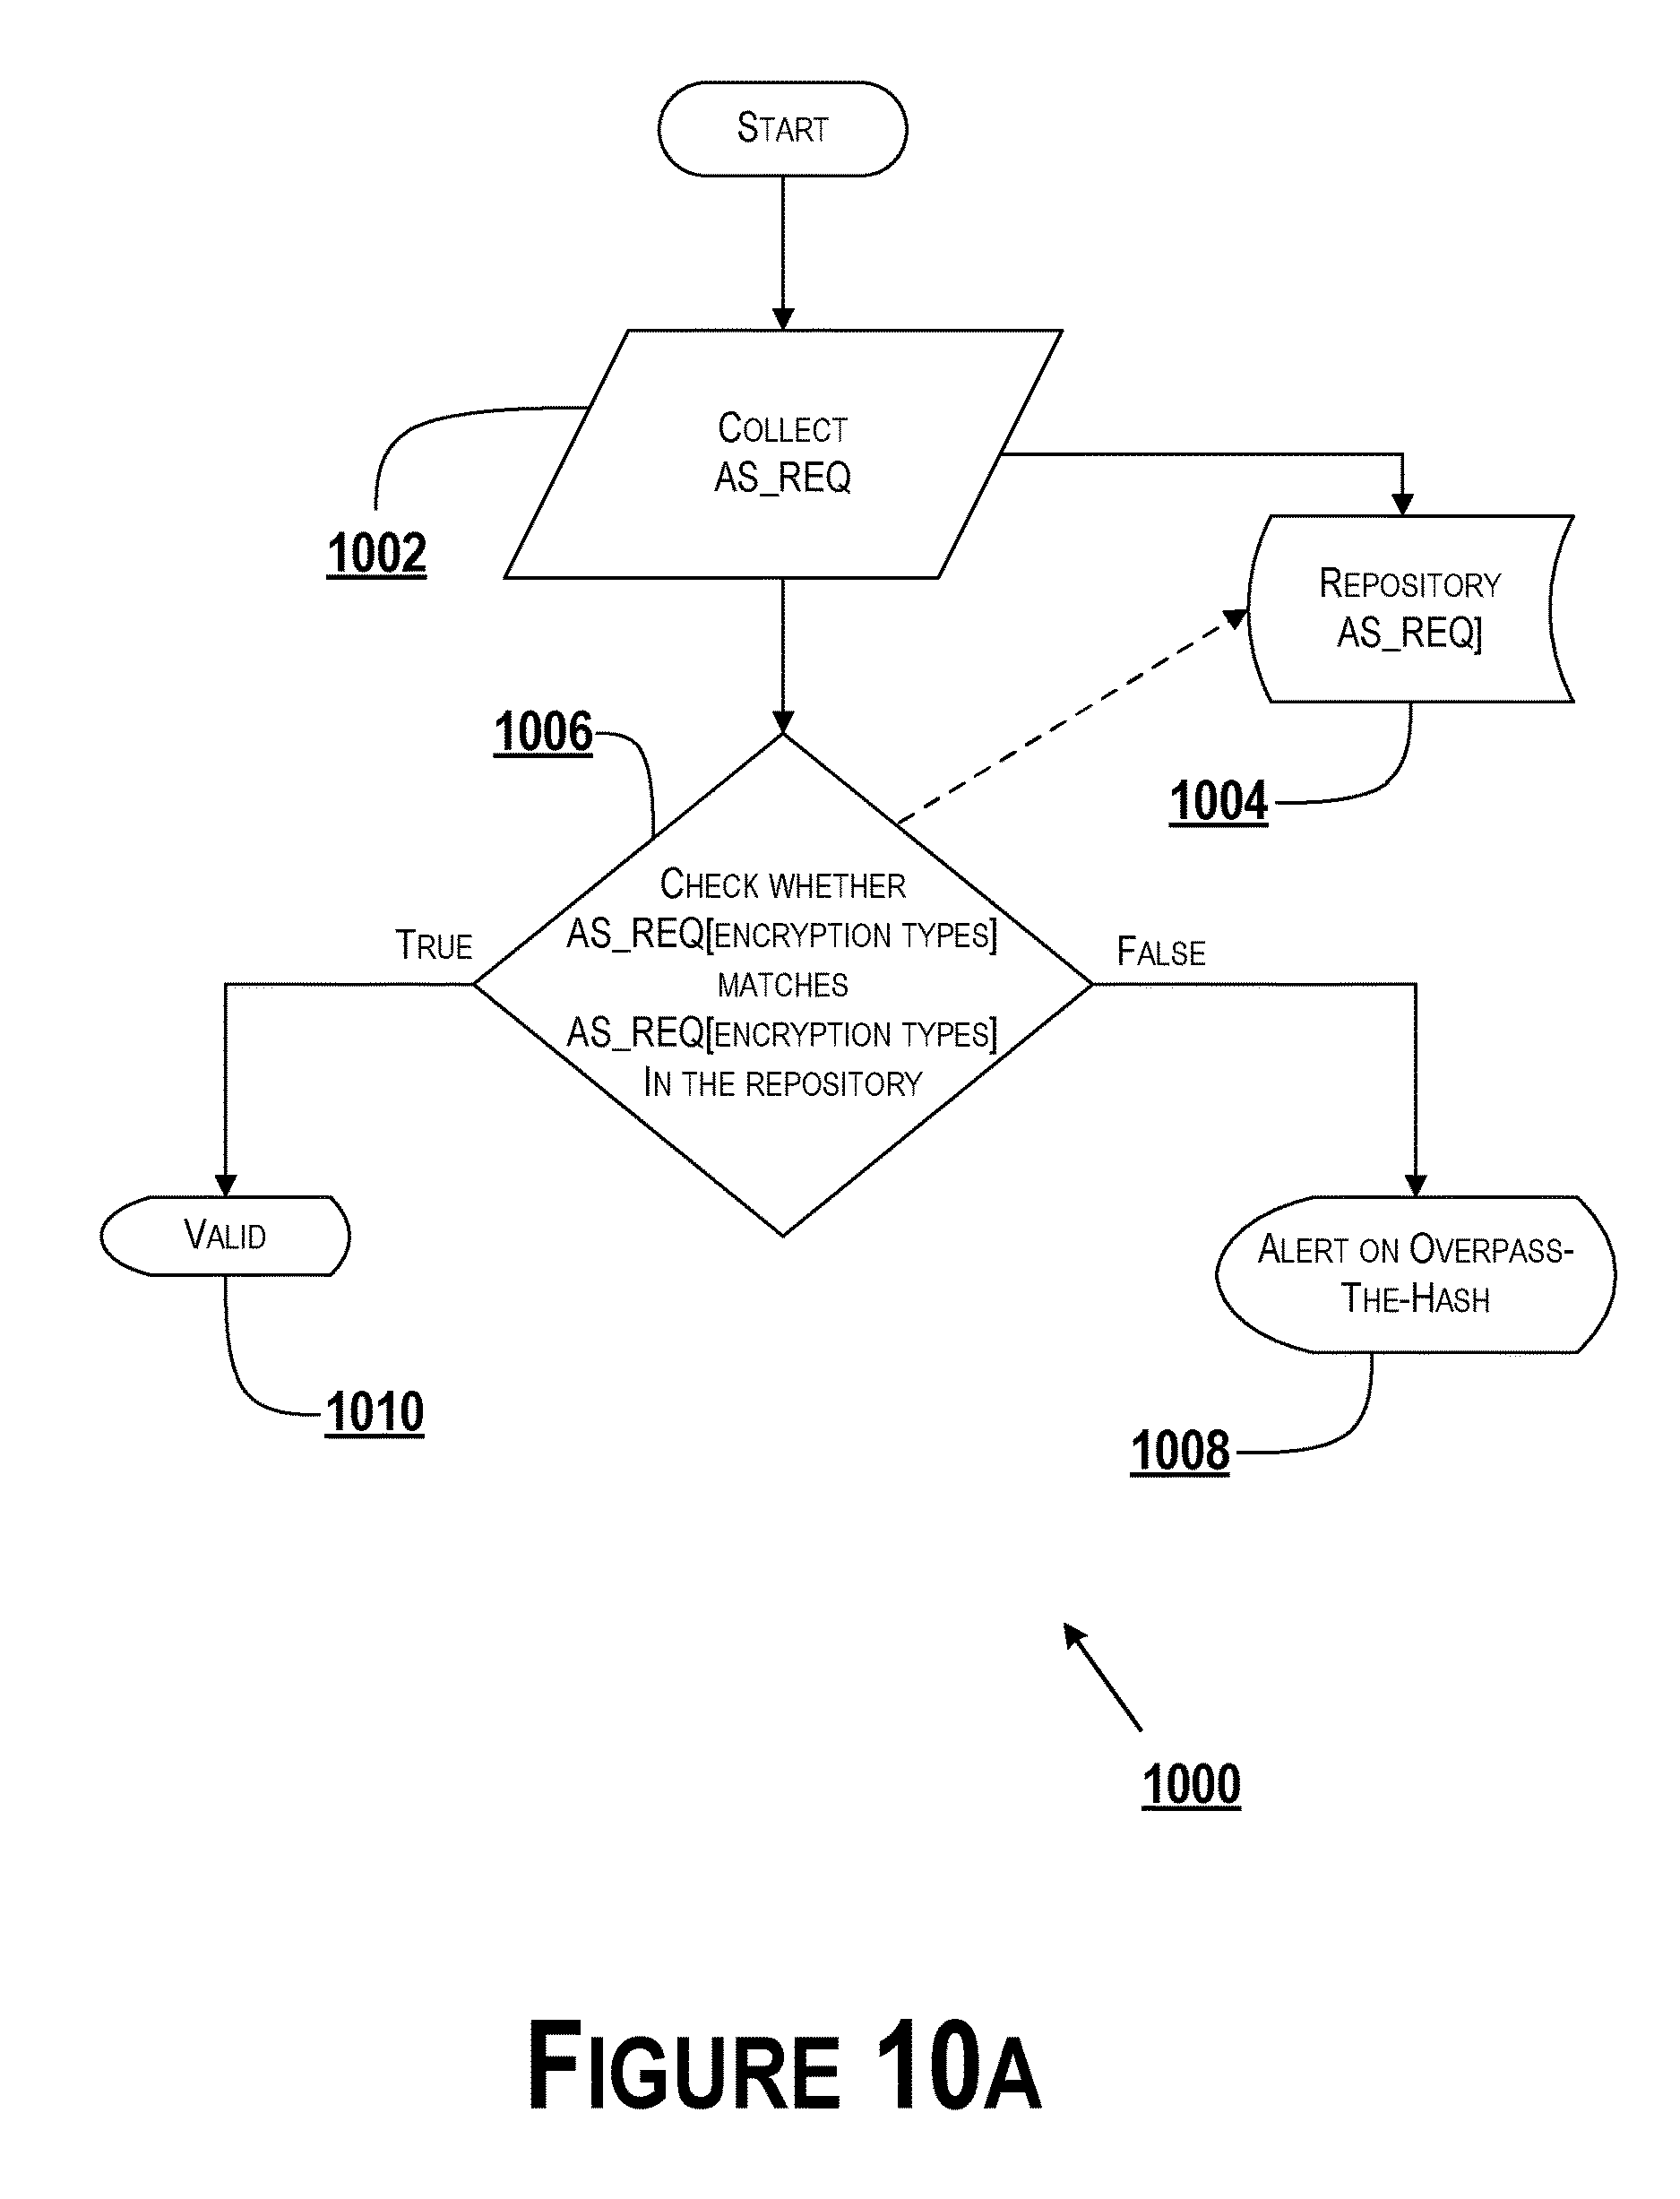 START
COLLECT
AS_REQ
1002
REPOSITORY
AS_REQ]
1004
1006
CHECK WHETHER
AS_REQ[ENCRYPTION TYPES]
MATCHES
AS_REQ[ENCRYPTION TYPES]
IN THE REPOSITORY
TRUE
FALSE
VALID
1010
ALERT ON OVERPASS-
THE-HASH
1008
1000
FIGURE 10A